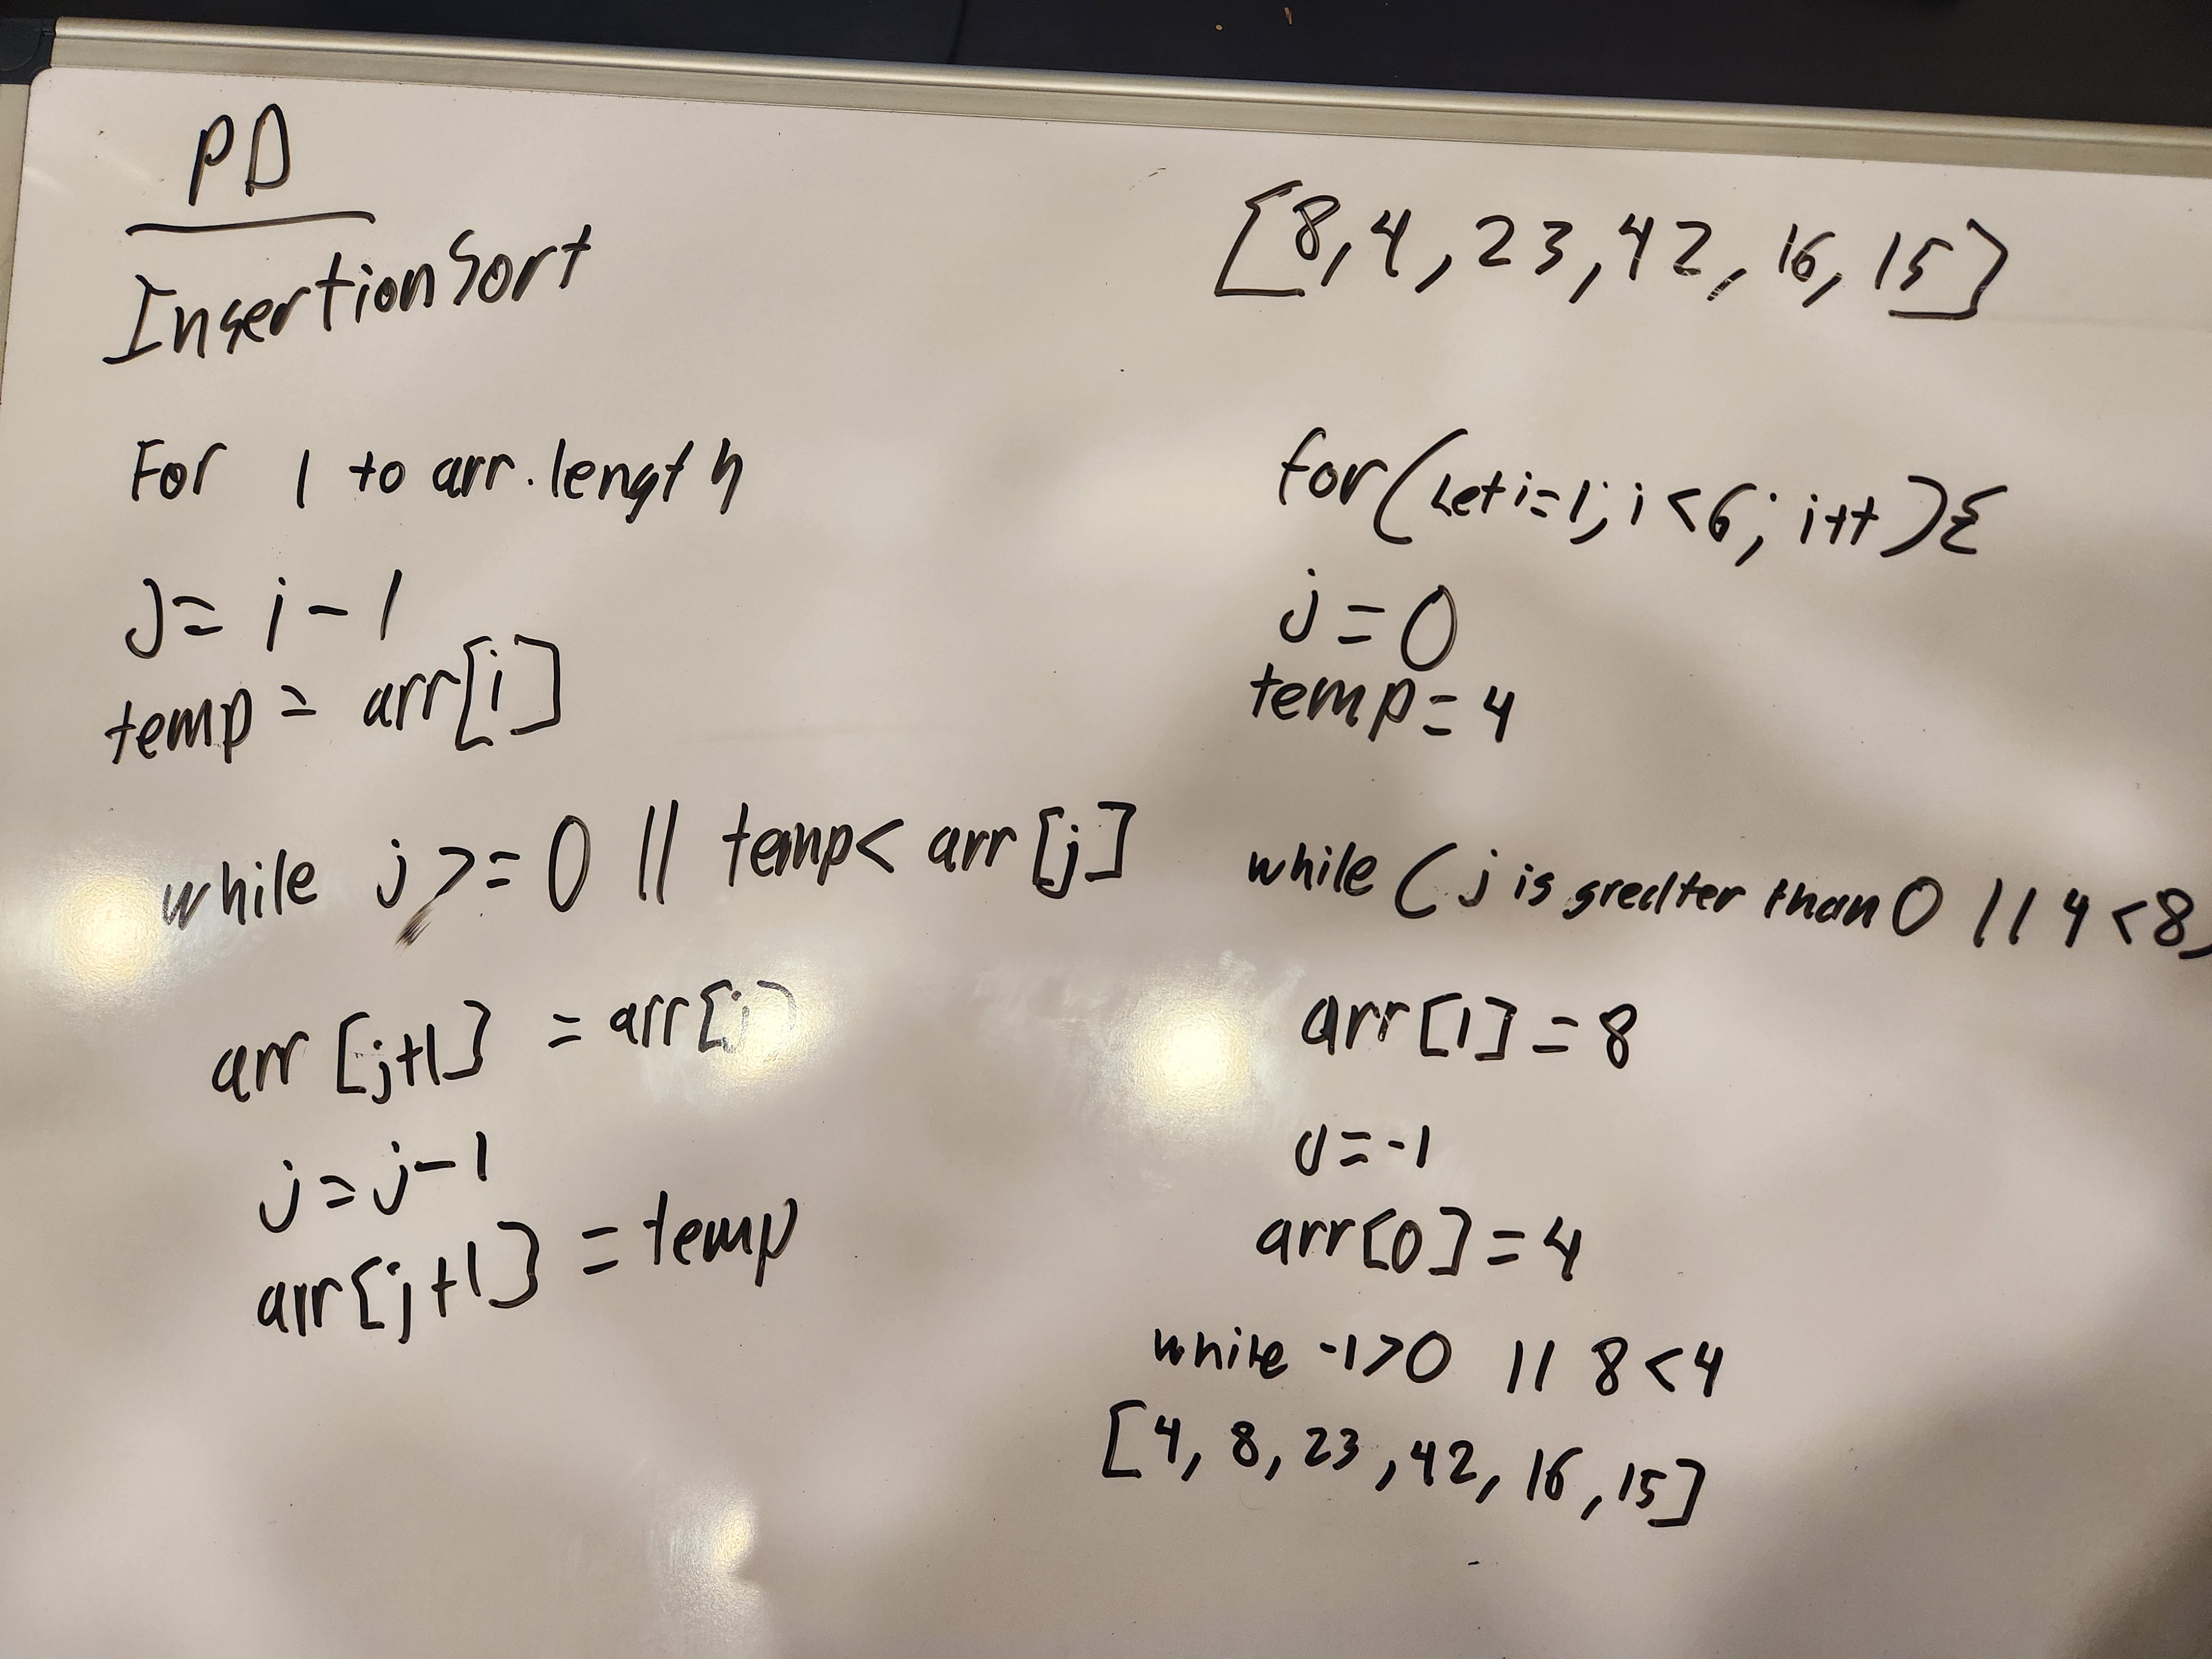 PD
Insertion Sort
For 1 to arr.length
j = i - 1
temp = arr[i]
while j >= 0 || temp < arr[j]
arr [j+1] = arr[j]
j = j - 1
arr[j+1] = temp
[8, 4, 23, 42, 16, 15]
for(let i=1; i<6; i++){
j = 0
temp = 4
while (j is greater than 0 || 4 < 8
arr[1] = 8
j = -1
arr[0] = 4
while -1>0 || 8<4
[4, 8, 23, 42, 16, 15]